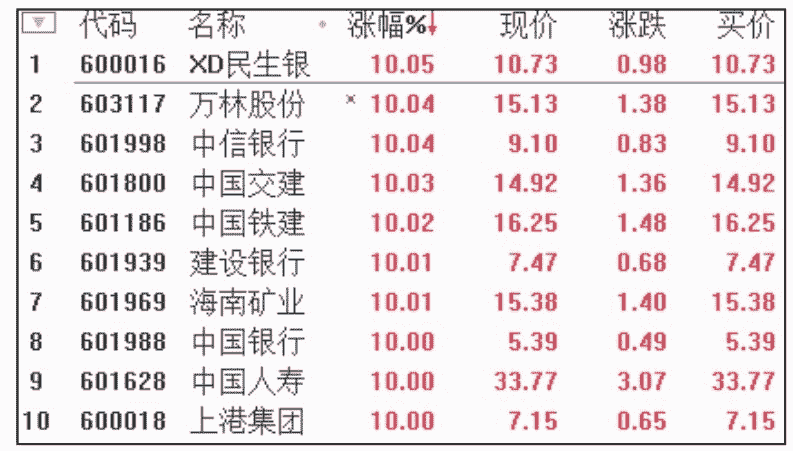 代码 名称 涨幅%↓ 现价 涨跌 买价
1 600016 XD民生银 10.05 10.73 0.98 10.73
2 603117 万林股份 × 10.04 15.13 1.38 15.13
3 601998 中信银行 10.04 9.10 0.83 9.10
4 601800 中国交建 10.03 14.92 1.36 14.92
5 601186 中国铁建 10.02 16.25 1.48 16.25
6 601939 建设银行 10.01 7.47 0.68 7.47
7 601969 海南矿业 10.01 15.38 1.40 15.38
8 601988 中国银行 10.00 5.39 0.49 5.39
9 601628 中国人寿 10.00 33.77 3.07 33.77
10 600018 上港集团 10.00 7.15 0.65 7.15